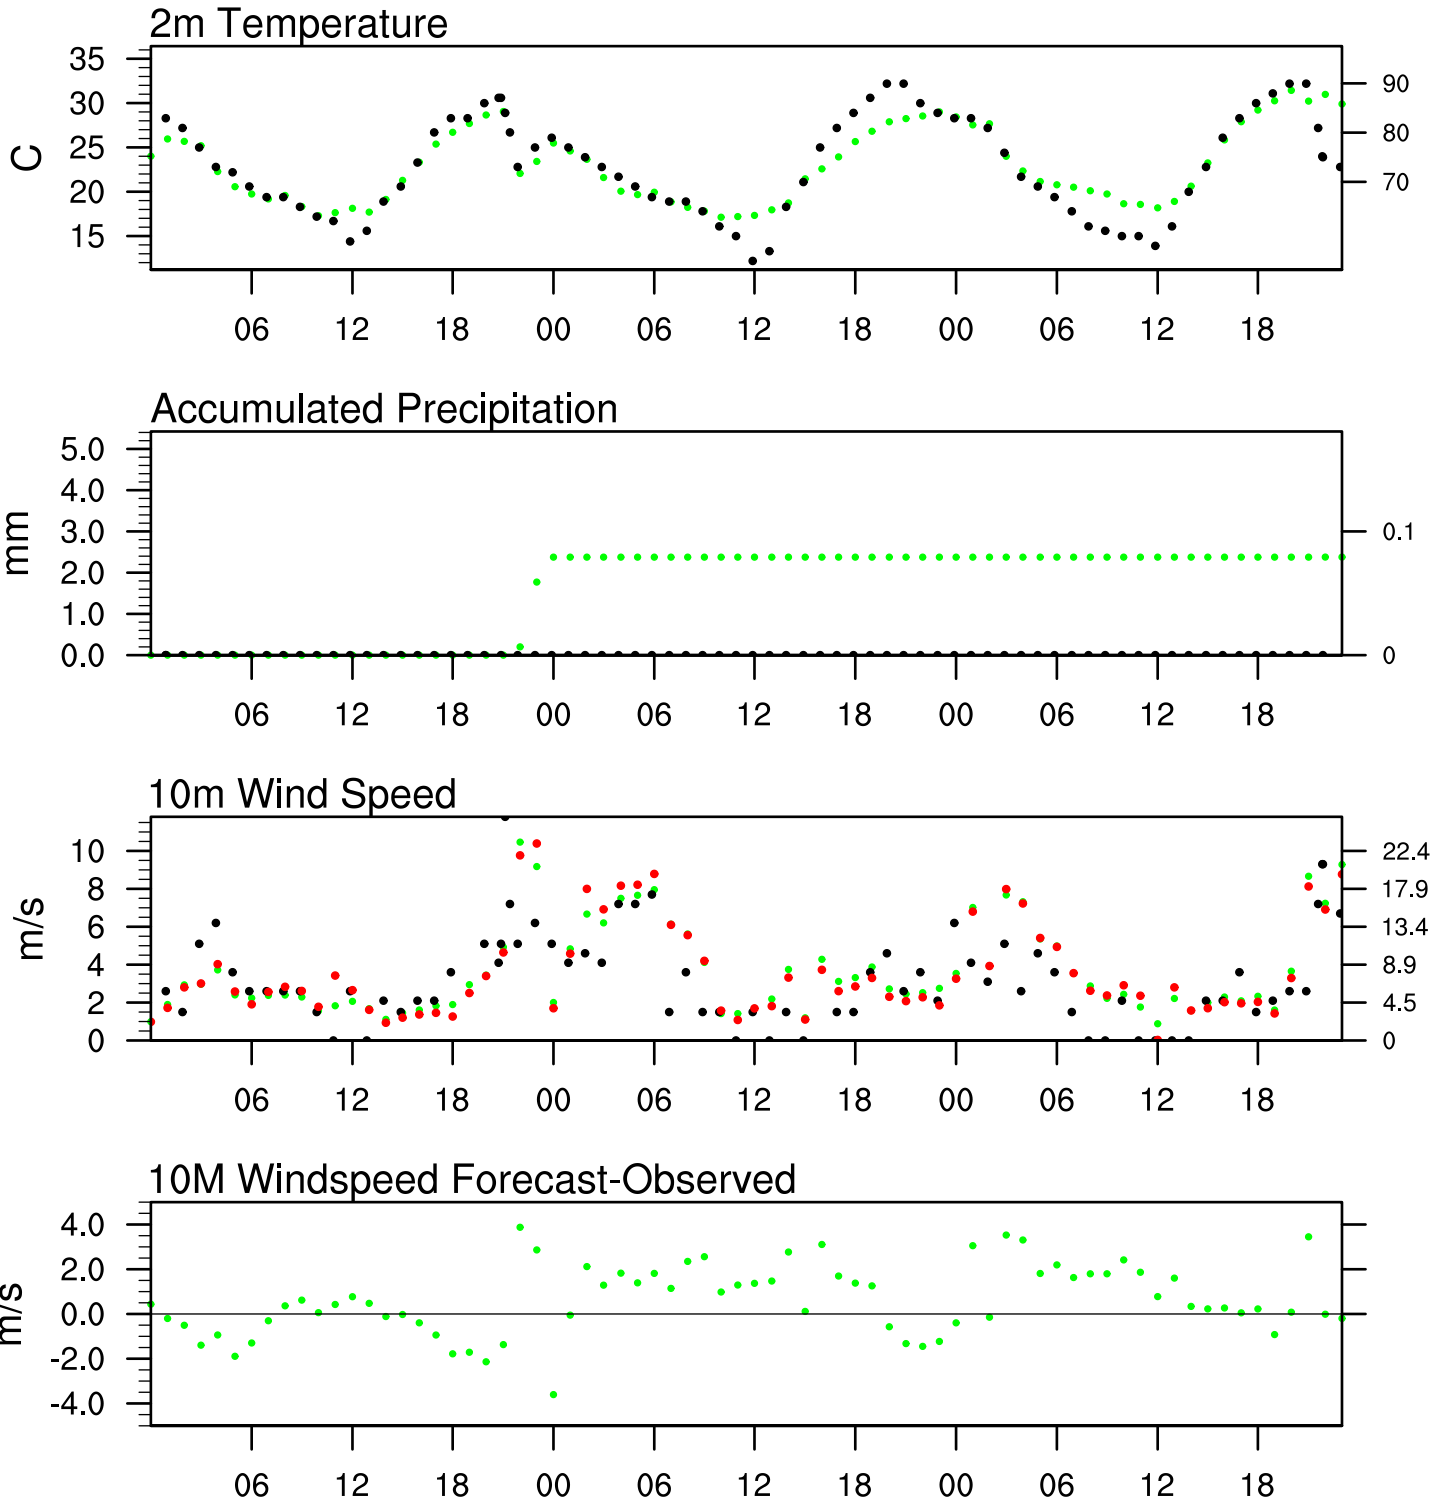 2m Temperature
35
30
25
20
15
C
90
80
70
06 12 18 00 06 12 18 00 06 12 18
Accumulated Precipitation
5.0
4.0
3.0
2.0
1.0
0.0
mm
0.1
0
06 12 18 00 06 12 18 00 06 12 18
10m Wind Speed
10
8
6
4
2
0
m/s
22.4
17.9
13.4
8.9
4.5
0
06 12 18 00 06 12 18 00 06 12 18
10M Windspeed Forecast-Observed
4.0
2.0
0.0
-2.0
-4.0
m/s
06 12 18 00 06 12 18 00 06 12 18